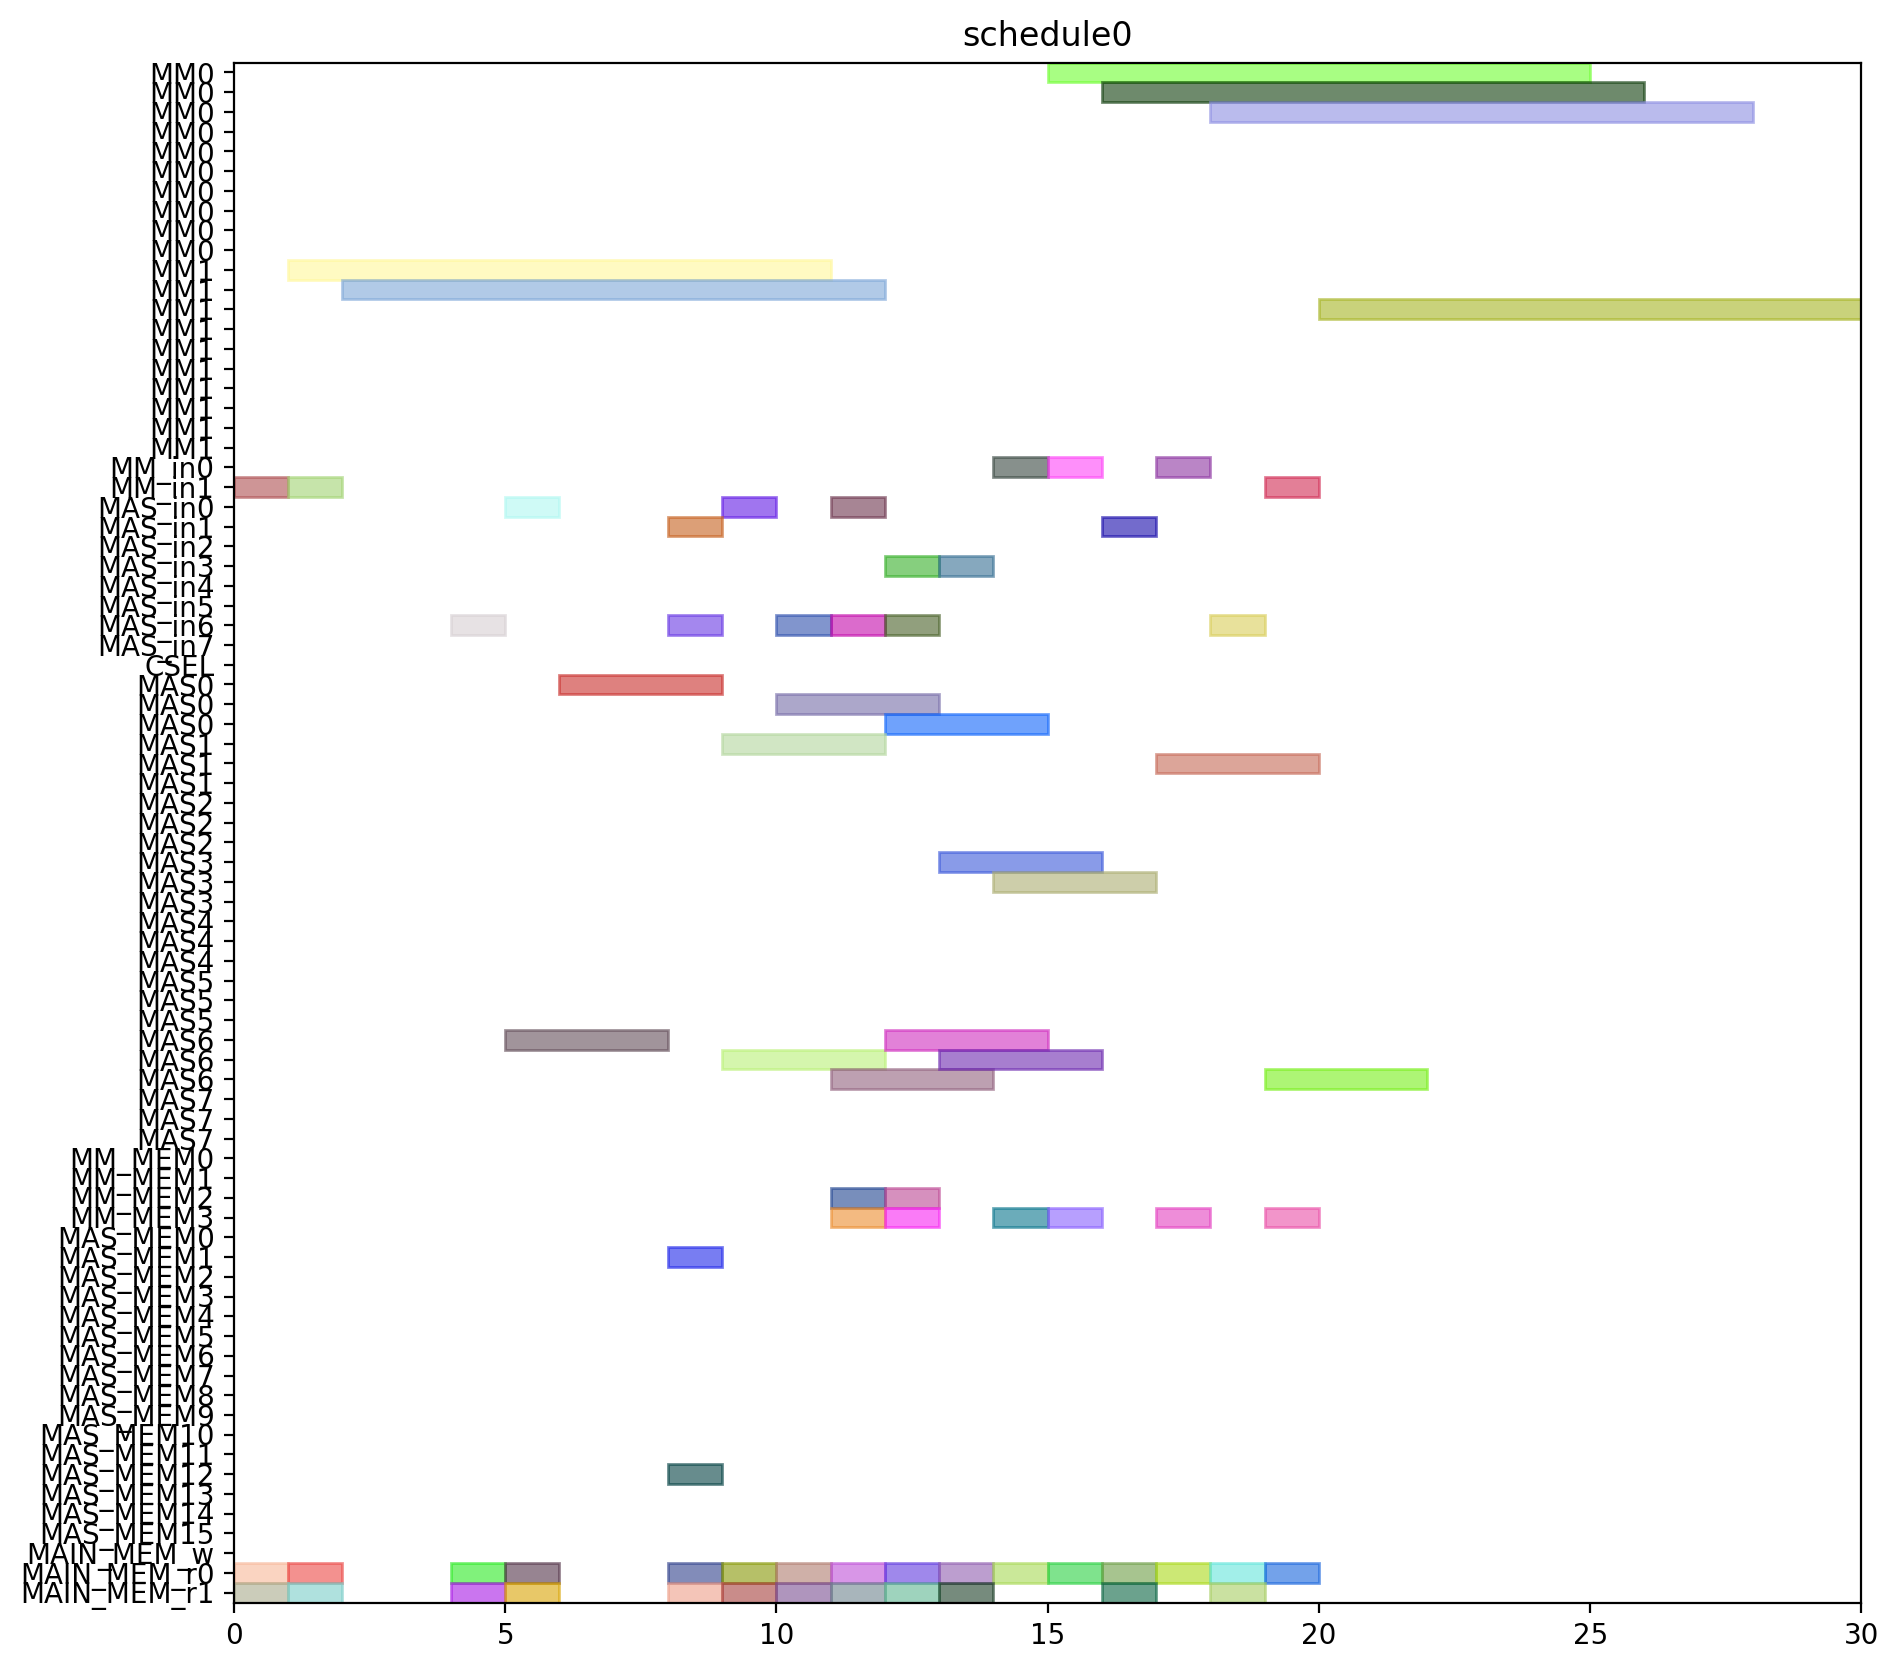 schedule0
MM0
MM0
MM0
MM0
MM0
MM0
MM0
MM0
MM0
MM0
MM1
MM1
MM1
MM1
MM1
MM1
MM1
MM1
MM1
MM1
MM_in0
MM_in1
MAS_in0
MAS_in1
MAS_in2
MAS_in3
MAS_in4
MAS_in5
MAS_in6
MAS_in7
CSEL
MAS0
MAS0
MAS0
MAS1
MAS1
MAS1
MAS2
MAS2
MAS2
MAS3
MAS3
MAS3
MAS4
MAS4
MAS4
MAS5
MAS5
MAS5
MAS6
MAS6
MAS6
MAS7
MAS7
MAS7
MM_MEM0
MM_MEM1
MM_MEM2
MM_MEM3
MAS_MEM0
MAS_MEM1
MAS_MEM2
MAS_MEM3
MAS_MEM4
MAS_MEM5
MAS_MEM6
MAS_MEM7
MAS_MEM8
MAS_MEM9
MAS_MEM10
MAS_MEM11
MAS_MEM12
MAS_MEM13
MAS_MEM14
MAS_MEM15
MAIN_MEM_w
MAIN_MEM_r0
MAIN_MEM_r1
0 5 10 15 20 25 30